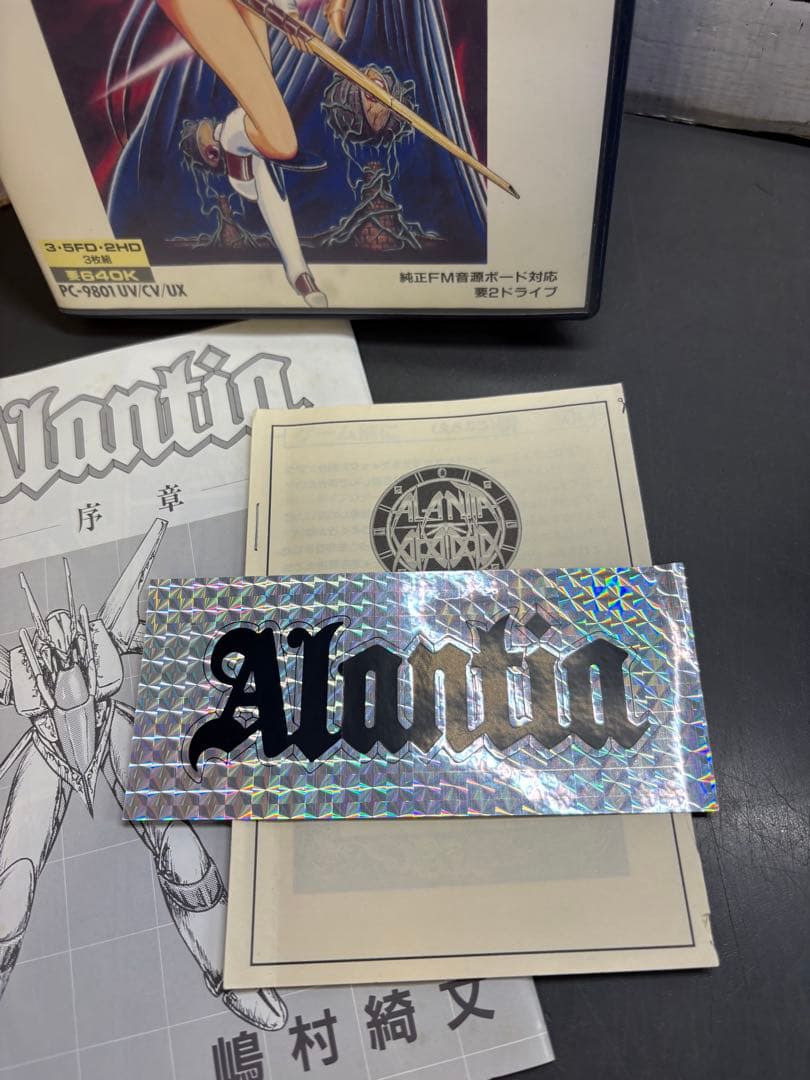 3・5FD・2HD
3枚組
要640K
PC-9801UV/CV/UX
純正FM音源ボード対応
要2ドライブ
Alantia
序章
ALANTIA
Alantia
嶋村綺文